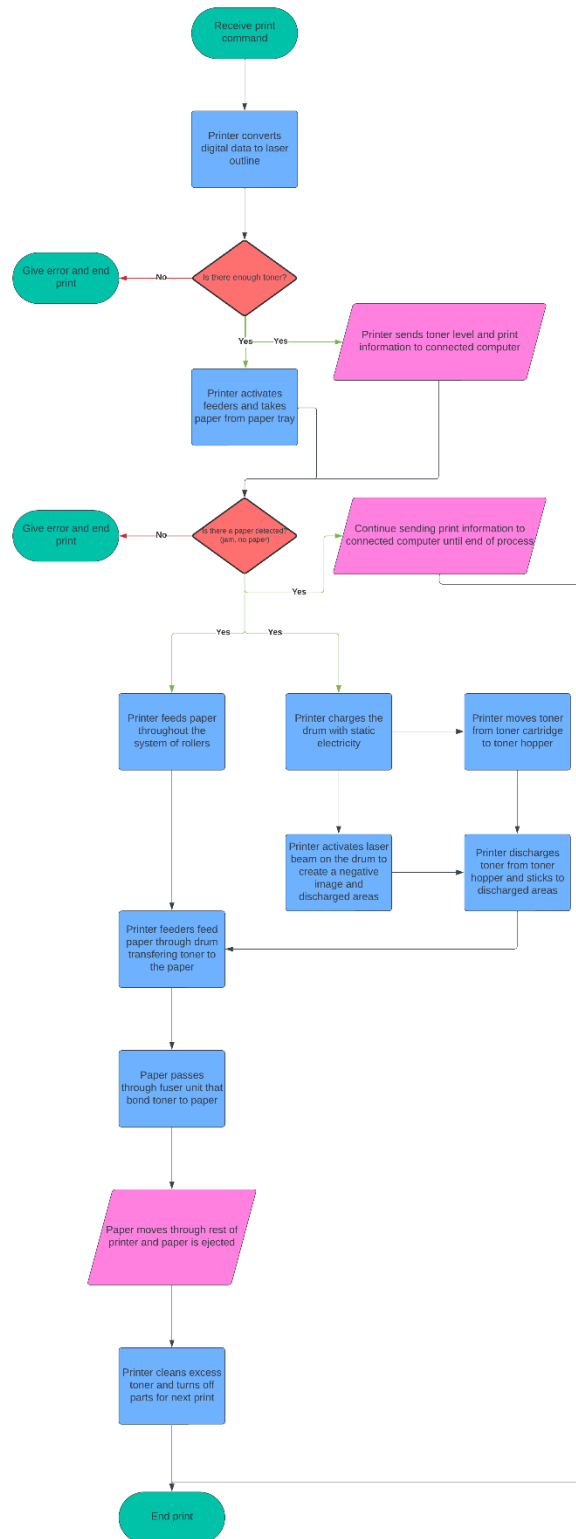 Receive print
command
Printer converts
digital data to laser
outline
Give error and end
print
No
Is there enough toner?
Yes
Yes
Printer sends toner level and print
information to connected computer
Printer activates
feeders and takes
paper from paper tray
Give error and end
print
No
Is there a paper detected?
(jam, no paper)
Continue sending print information to
connected computer until end of process
Yes
Yes
Yes
Printer feeds paper
throughout the
system of rollers
Printer charges the
drum with static
electricity
Printer moves toner
from toner cartridge
to toner hopper
Printer activates laser
beam on the drum to
create a negative
image and
discharged areas
Printer discharges
toner from toner
hopper and sticks to
discharged areas
Printer feeders feed
paper through drum
transfering toner to
the paper
Paper passes
through fuser unit that
bond toner to paper
Paper moves through rest of
printer and paper is ejected
Printer cleans excess
toner and turns off
parts for next print
End print